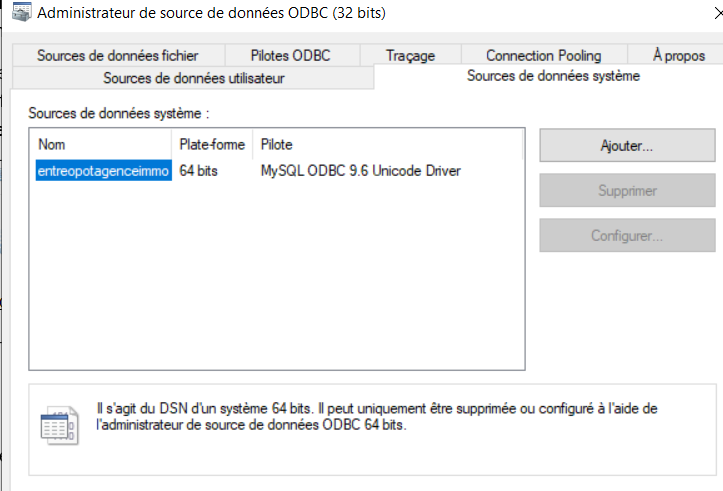 Administrateur de source de données ODBC (32 bits)
Sources de données fichier Pilotes ODBC Traçage Connection Pooling À propos
Sources de données utilisateur Sources de données système
Sources de données système :
Nom Plate-forme Pilote
entreopotagenceimmo 64 bits MySQL ODBC 9.6 Unicode Driver
Ajouter...
Supprimer
Configurer...
Il s'agit du DSN d'un système 64 bits. Il peut uniquement être supprimée ou configuré à l'aide de
l'administrateur de source de données ODBC 64 bits.